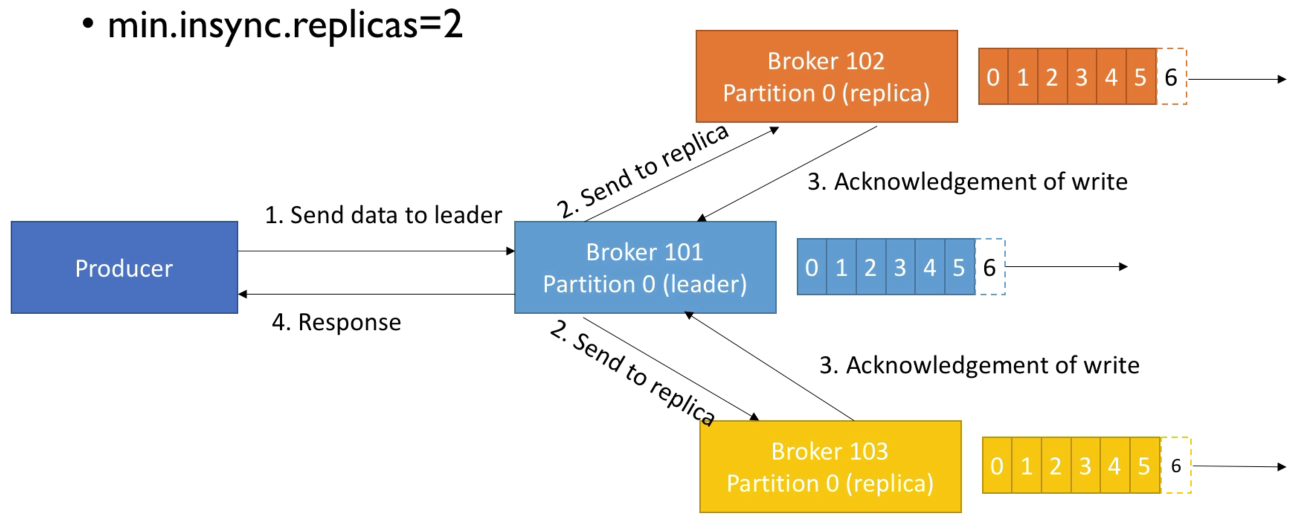 • min.insync.replicas=2
Broker 102
Partition 0 (replica)
0 1 2 3 4 5 6
2. Send to replica
3. Acknowledgement of write
1. Send data to leader
Producer
Broker 101
Partition 0 (leader)
0 1 2 3 4 5 6
4. Response
2. Send to replica
3. Acknowledgement of write
Broker 103
Partition 0 (replica)
0 1 2 3 4 5 6